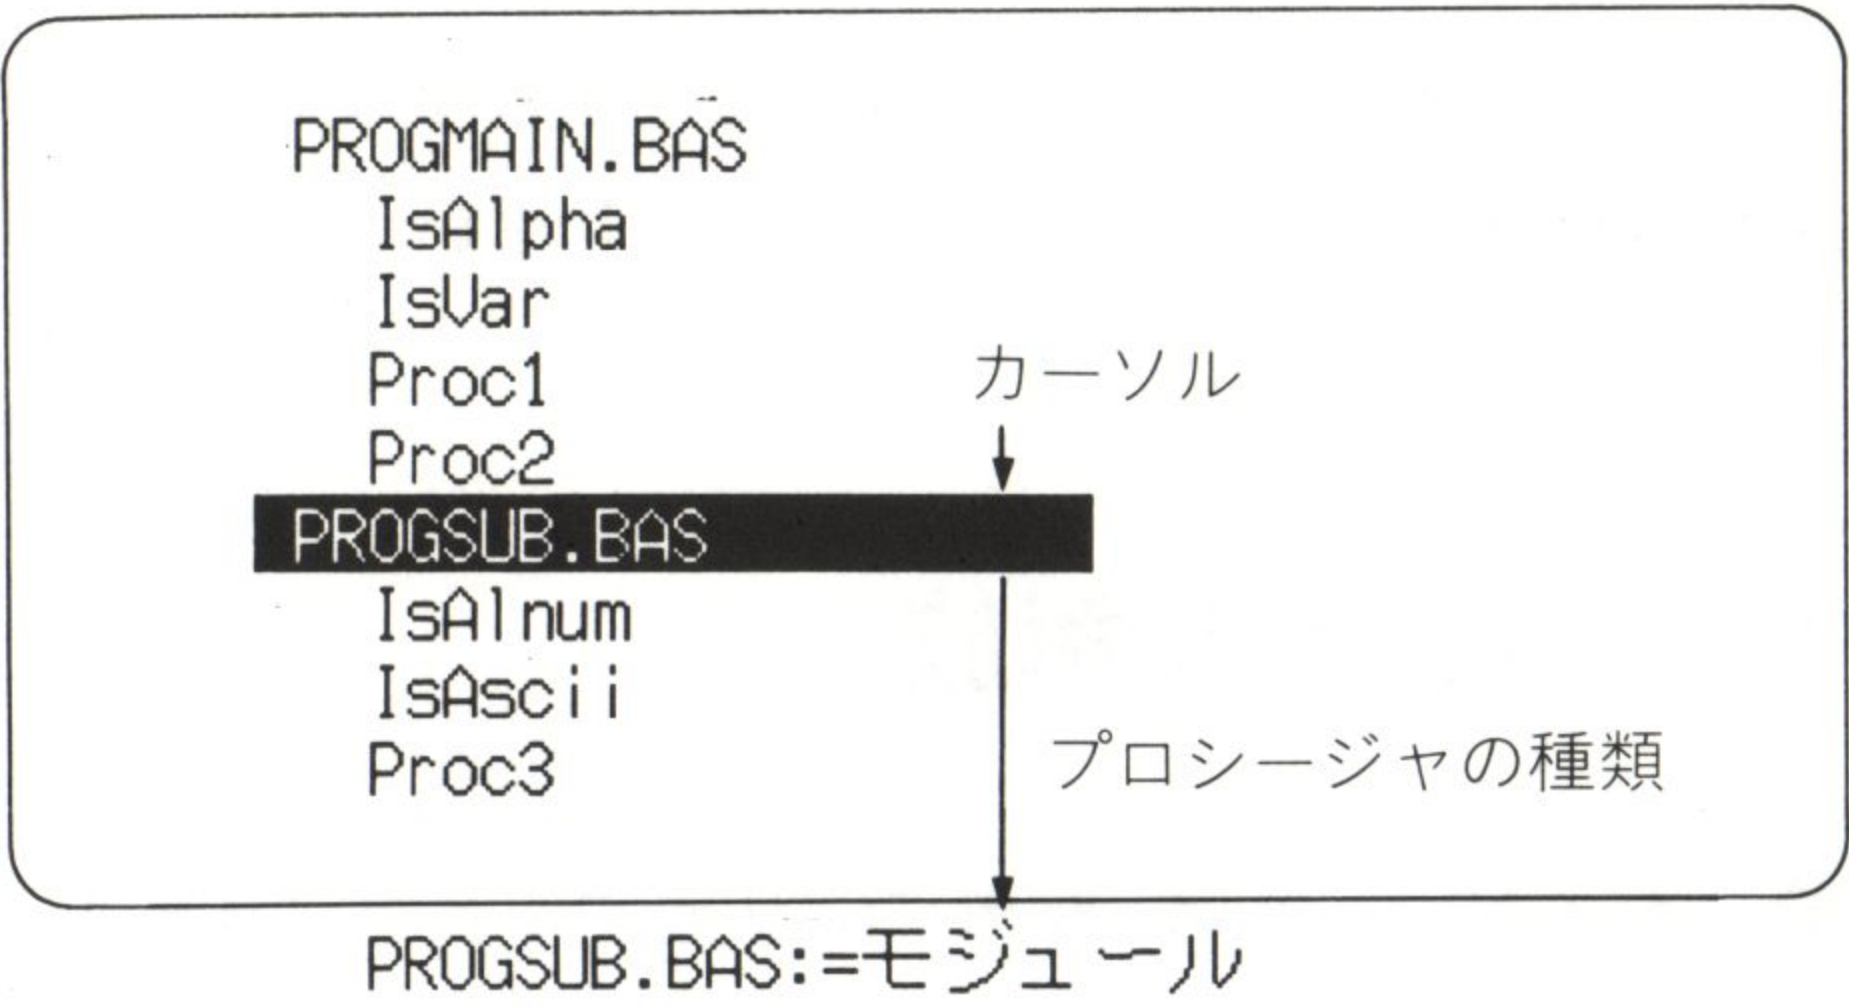 PROGMAIN.BAS
IsAlpha
IsVar
Proc1
カーソル
Proc2
PROGSUB.BAS
IsAlnum
IsAscii
Proc3
プロシージャの種類
PROGSUB.BAS:=モジュール